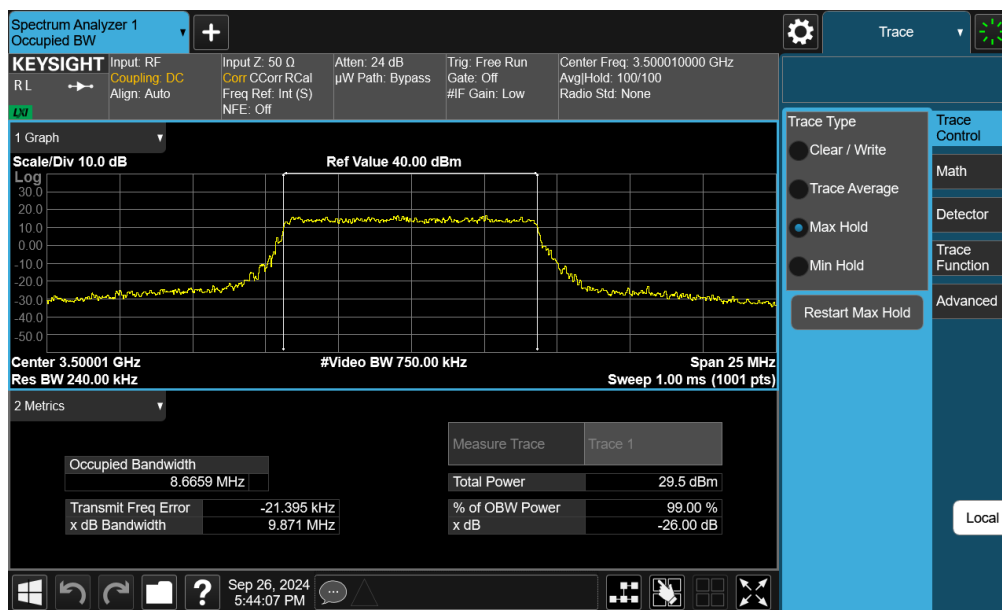 Spectrum Analyzer 1
Occupied BW
+
Trace
KEYSIGHT
RL
LXI
Input: RF
Coupling: DC
Align: Auto
Input Z: 50 Ω
Corr CCorr RCal
Freq Ref: Int (S)
NFE: Off
Atten: 24 dB
µW Path: Bypass
Trig: Free Run
Gate: Off
#IF Gain: Low
Center Freq: 3.500010000 GHz
Avg|Hold: 100/100
Radio Std: None
1 Graph
Scale/Div 10.0 dB
Ref Value 40.00 dBm
Log
30.0
20.0
10.0
0.00
-10.0
-20.0
-30.0
-40.0
-50.0
Center 3.50001 GHz
#Video BW 750.00 kHz
Span 25 MHz
Res BW 240.00 kHz
Sweep 1.00 ms (1001 pts)
2 Metrics
Measure Trace Trace 1
Occupied Bandwidth
8.6659 MHz
Total Power 29.5 dBm
Transmit Freq Error -21.395 kHz
% of OBW Power 99.00 %
x dB Bandwidth 9.871 MHz
x dB -26.00 dB
Trace Type
Clear / Write
Trace Average
Max Hold
Min Hold
Restart Max Hold
Trace
Control
Math
Detector
Trace
Function
Advanced
Local
?
Sep 26, 2024
5:44:07 PM